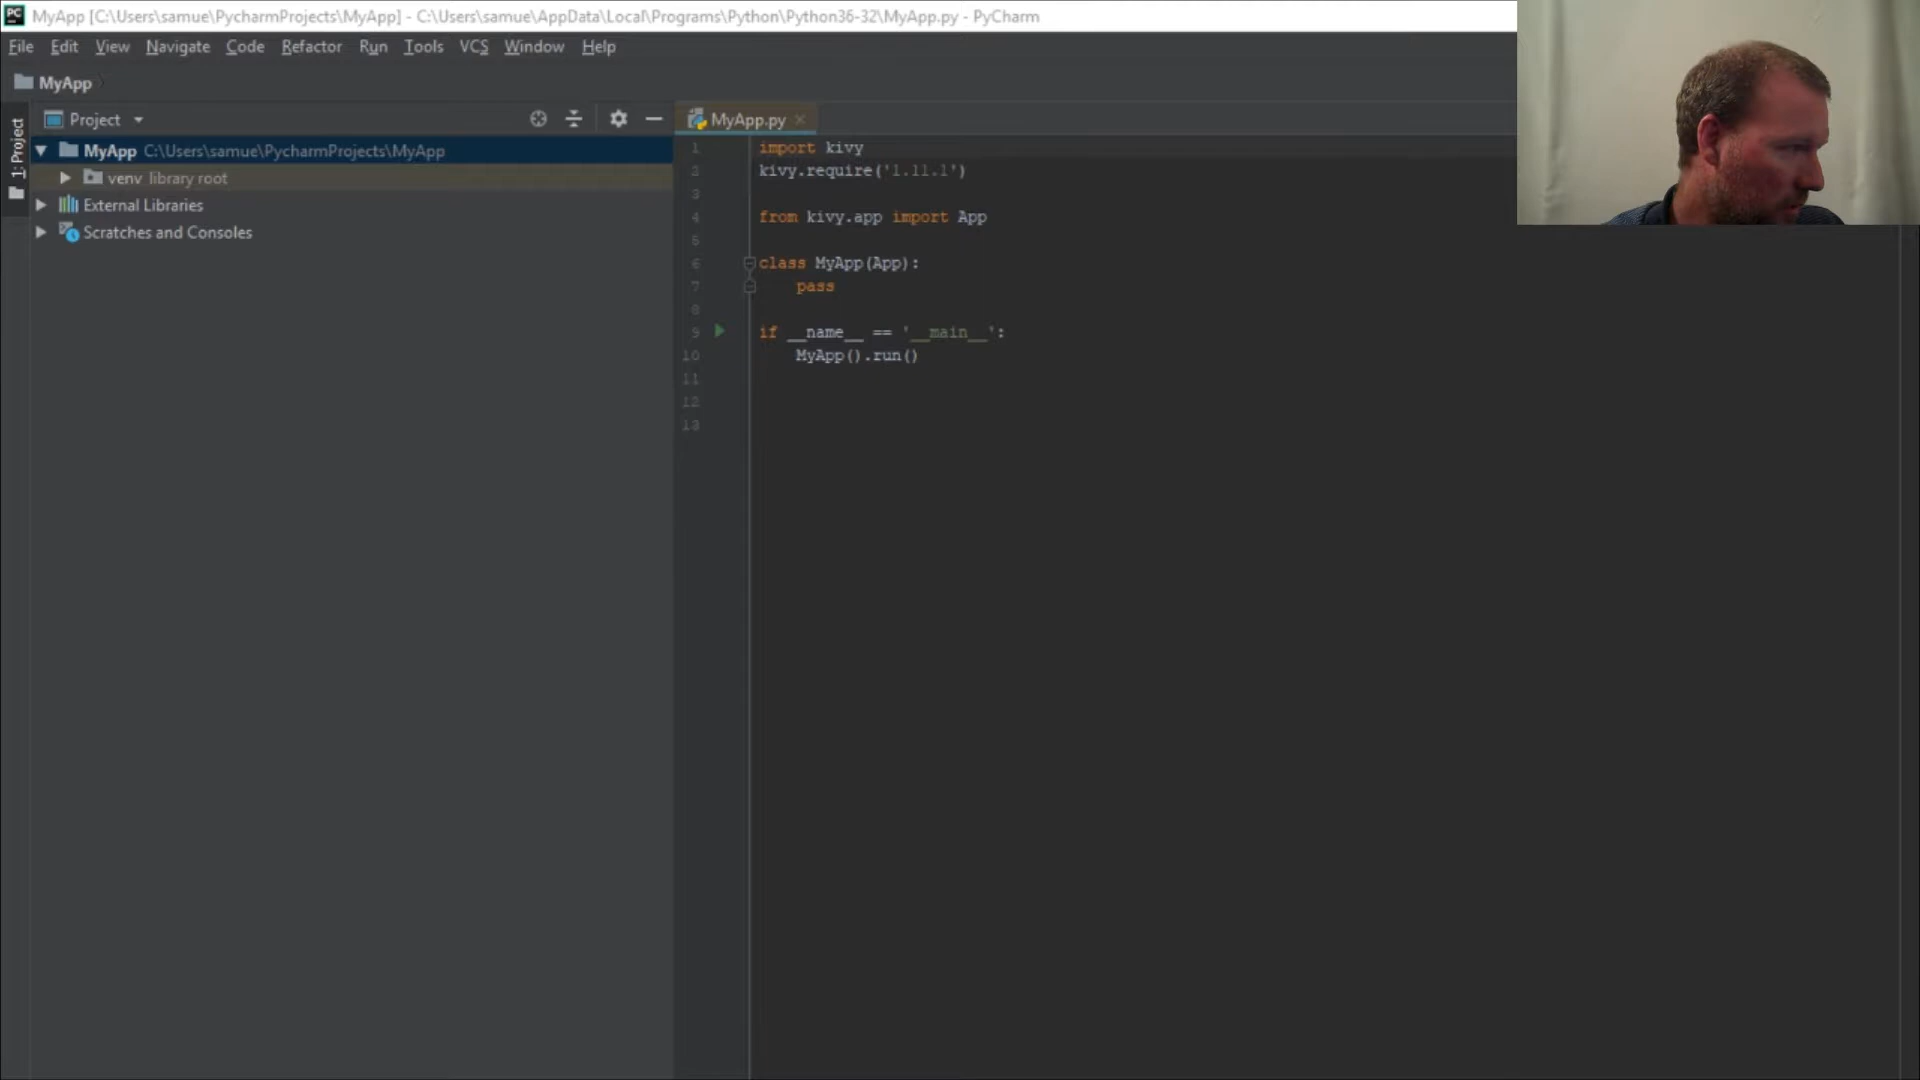 PC MyApp [C:\Users\samue\PycharmProjects\MyApp] - C:\Users\samue\AppData\Local\Programs\Python\Python36-32\MyApp.py - PyCharm
File Edit View Navigate Code Refactor Run Tools VCS Window Help
MyApp
1: Project
Project
MyApp C:\Users\samue\PycharmProjects\MyApp
venv library root
External Libraries
Scratches and Consoles
MyApp.py
1 import kivy
2 kivy.require('1.11.1')
3
4 from kivy.app import App
5
6 class MyApp(App):
7 pass
8
9 if __name__ == '__main__':
10 MyApp().run()
11
12
13